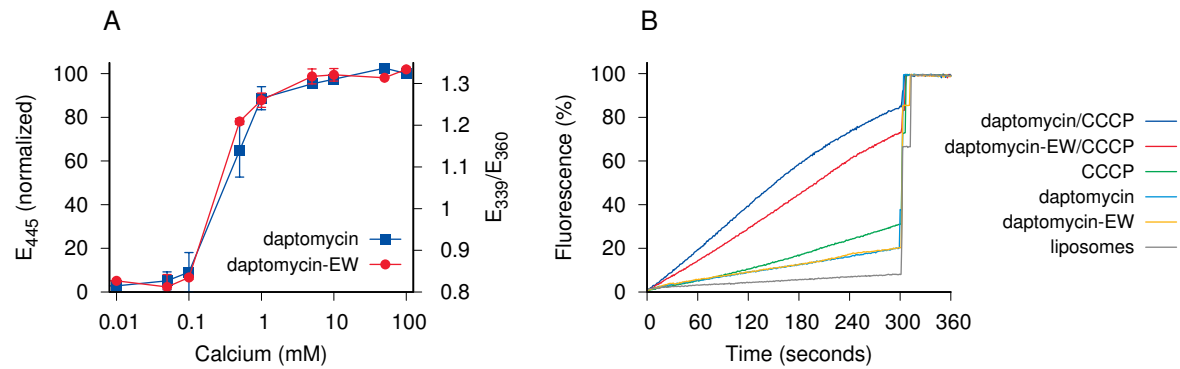 A
E445 (normalized)
100
80
60
40
20
0
1.3
1.2
1.1
1
0.9
0.8
E339/E360
daptomycin
daptomycin-EW
0.01 0.1 1 10 100
Calcium (mM)
B
Fluorescence (%)
100
80
60
40
20
0
0 60 120 180 240 300 360
Time (seconds)
daptomycin/CCCP
daptomycin-EW/CCCP
CCCP
daptomycin
daptomycin-EW
liposomes